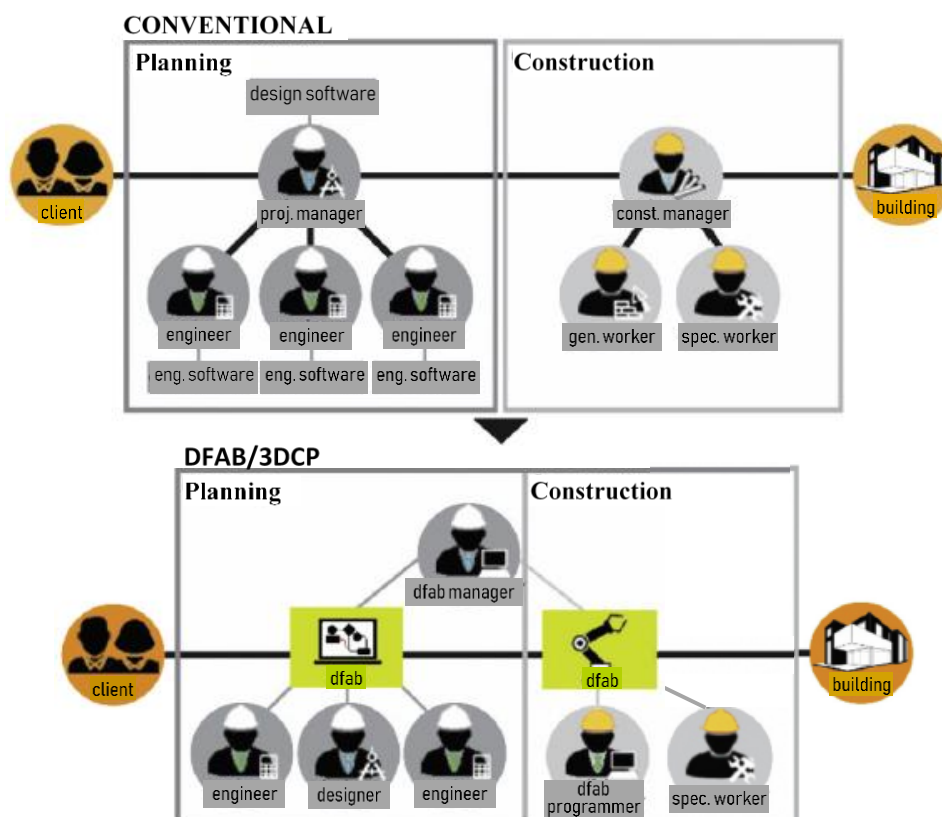 CONVENTIONAL
Planning
Construction
design software
client
proj. manager
const. manager
building
engineer
engineer
engineer
gen. worker
spec. worker
eng. software
eng. software
eng. software
DFAB/3DCP
Planning
Construction
dfab manager
client
dfab
dfab
building
engineer
designer
engineer
dfab
programmer
spec. worker